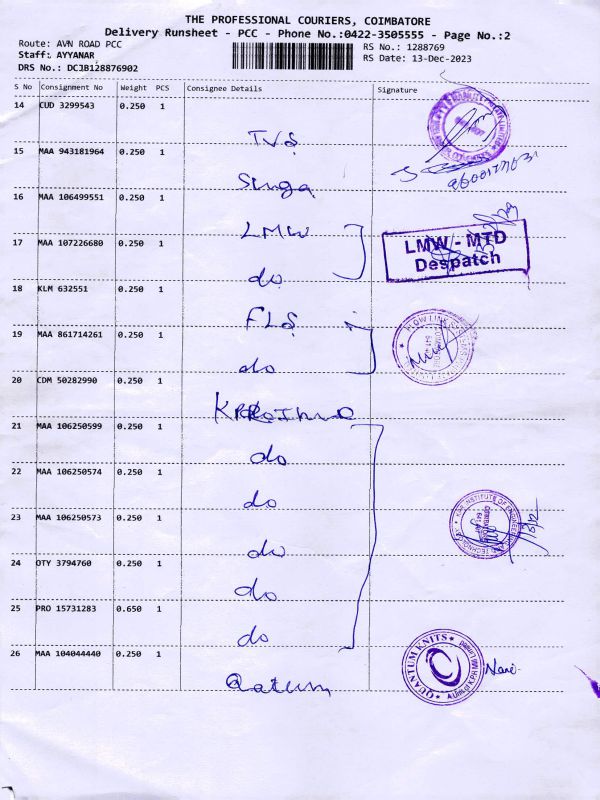 THE PROFESSIONAL COURIERS, COIMBATORE
Delivery Runsheet - PCC - Phone No.:0422-3505555 - Page No.:2
Route: AVN ROAD PCC
RS No.: 1288769
Staff: AYYANAR
RS Date: 13-Dec-2023
DRS No.: DCJB128876902
S No Consignment No Weight PCS Consignee Details Signature
14 CUD 3299543 0.250 1
TVS
15 MAA 943181964 0.250 1
Singa
16 MAA 106499551 0.250 1
LMW
LMW - MTD
Despatch
17 MAA 107226680 0.250 1
do
18 KLM 632551 0.250 1
FLS
19 MAA 861714261 0.250 1
do
20 CDM 50282990 0.250 1
21 MAA 106250599 0.250 1
do
22 MAA 106250574 0.250 1
do
23 MAA 106250573 0.250 1
do
24 OTY 3794760 0.250 1
do
25 PRO 15731283 0.650 1
do
26 MAA 104044440 0.250 1
QUANTUM KNITS